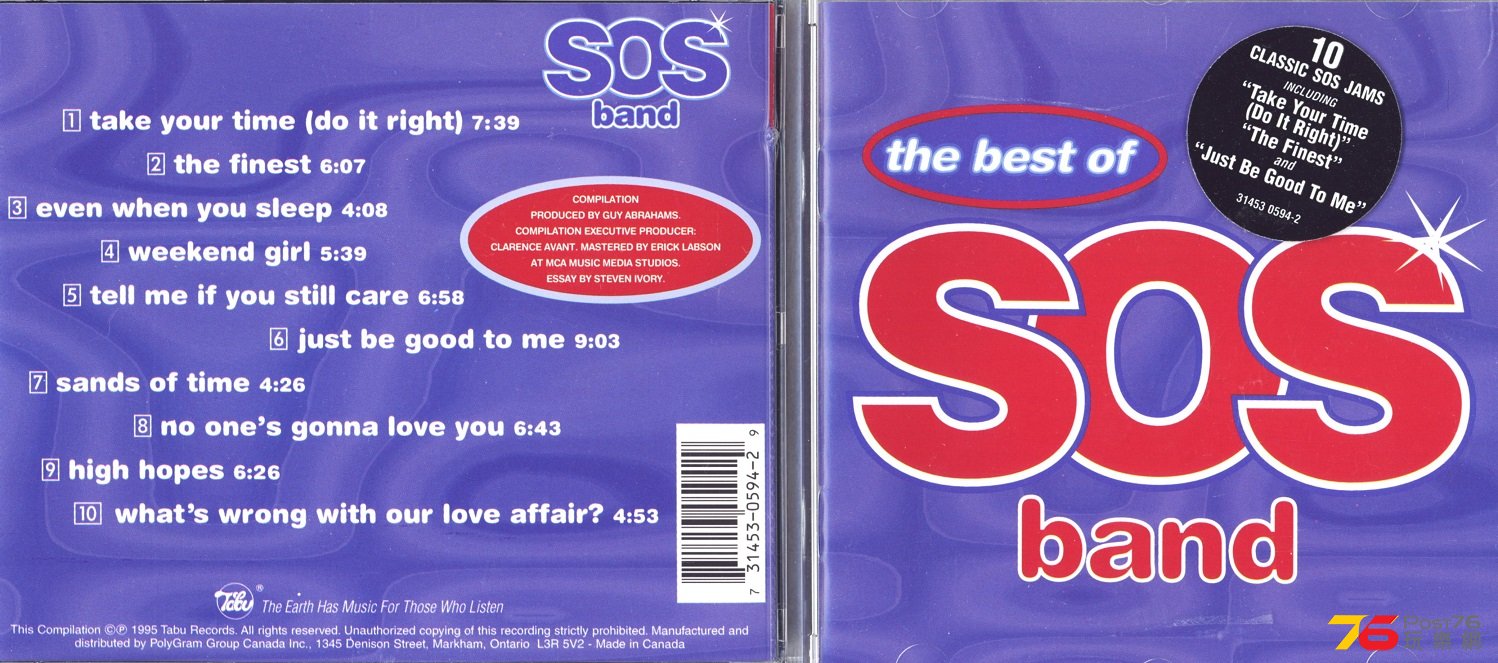 SOS
band
1 take your time (do it right) 7:39
2 the finest 6:07
3 even when you sleep 4:08
4 weekend girl 5:39
5 tell me if you still care 6:58
6 just be good to me 9:03
7 sands of time 4:26
8 no one's gonna love you 6:43
9 high hopes 6:26
10 what's wrong with our love affair? 4:53
COMPILATION
PRODUCED BY GUY ABRAHAMS.
COMPILATION EXECUTIVE PRODUCER:
CLARENCE AVANT. MASTERED BY ERICK LABSON
AT MCA MUSIC MEDIA STUDIOS.
ESSAY BY STEVEN IVORY.
7 31453-0594-2 9
Tabu ® The Earth Has Music For Those Who Listen
This Compilation ©℗ 1995 Tabu Records. All rights reserved. Unauthorized copying of this recording strictly prohibited. Manufactured and
distributed by PolyGram Group Canada Inc., 1345 Denison Street, Markham, Ontario L3R 5V2 - Made in Canada
10
CLASSIC SOS JAMS
INCLUDING
"Take Your Time
(Do It Right)"
"The Finest"
and
"Just Be Good To Me"
31453 0594-2
the best of
SOS
band
76 Post76
玩樂網